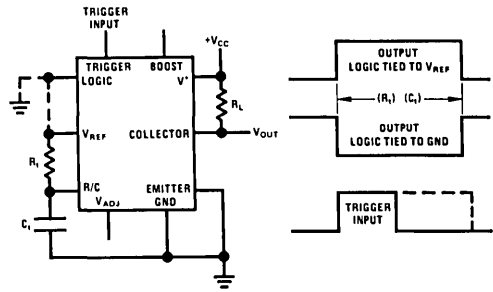 TRIGGER
INPUT
+VCC
TRIGGER
LOGIC
BOOST
V+
RL
VREF
COLLECTOR
VOUT
Rt
R/C
VADJ
EMITTER
GND
Ct
OUTPUT
LOGIC TIED TO VREF
(Rt) (Ct)
OUTPUT
LOGIC TIED TO GND
TRIGGER
INPUT